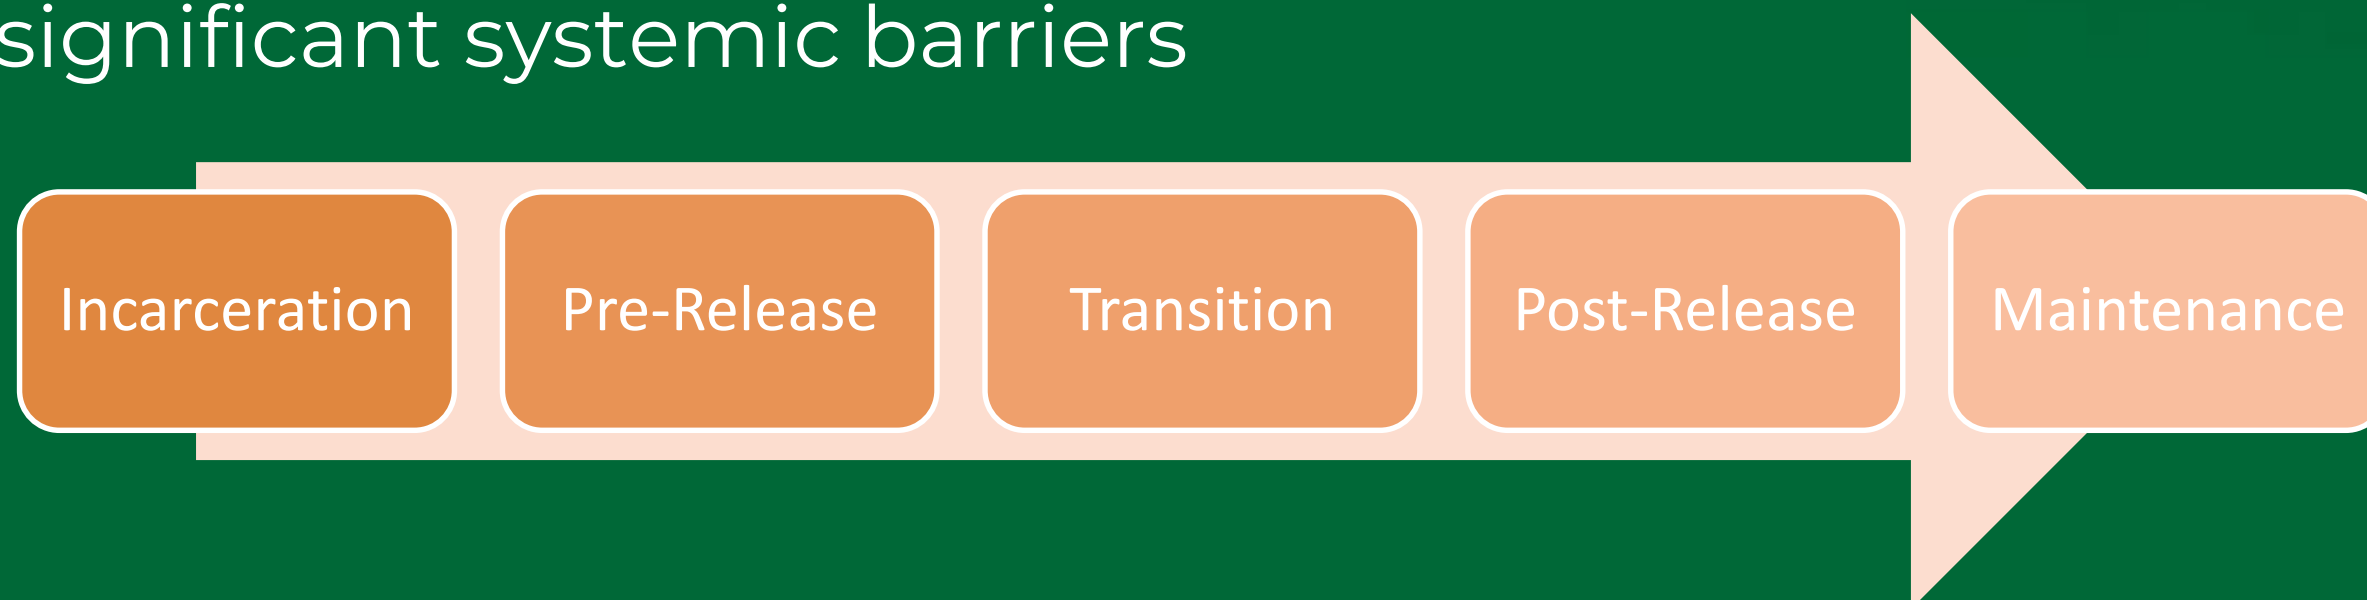 significant systemic barriers
Incarceration
Pre-Release
Transition
Post-Release
Maintenance